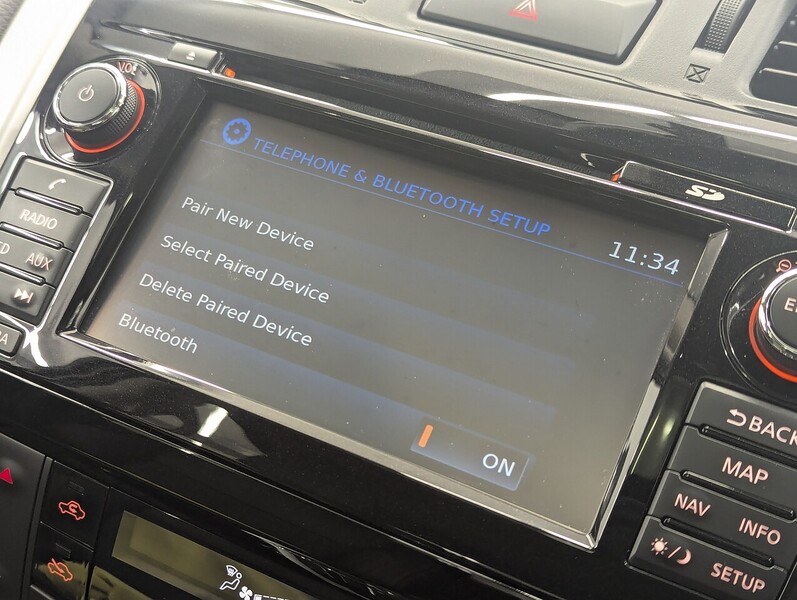 VOL
SD
TELEPHONE & BLUETOOTH SETUP
11:34
Pair New Device
Select Paired Device
Delete Paired Device
Bluetooth
ON
RADIO
AUX
BACK
MAP
NAV
INFO
SETUP